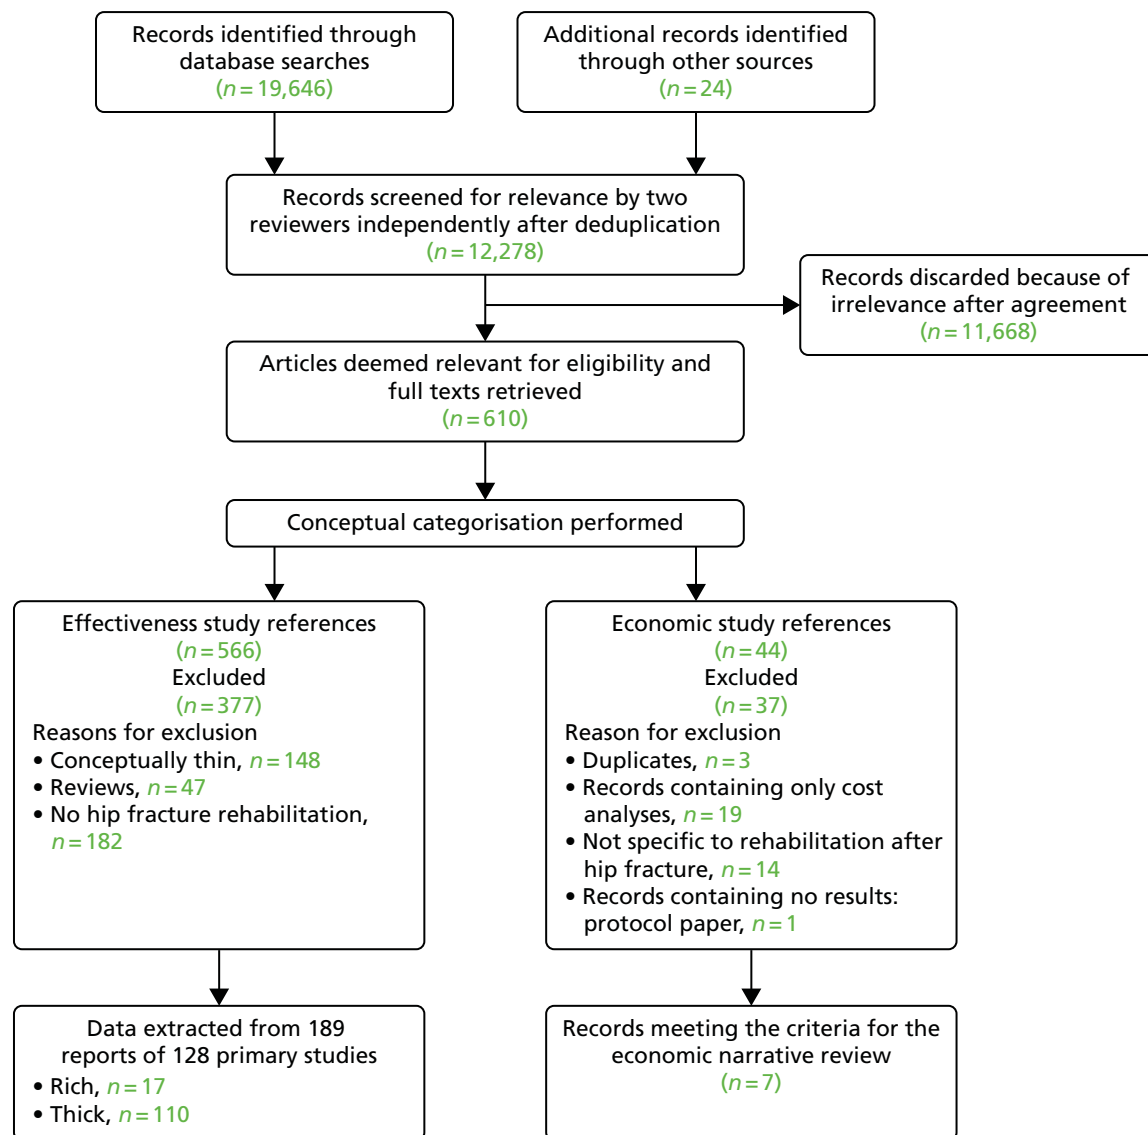 Records identified through
database searches
(n = 19,646)
Additional records identified
through other sources
(n = 24)
Records screened for relevance by two
reviewers independently after deduplication
(n = 12,278)
Records discarded because of
irrelevance after agreement
(n = 11,668)
Articles deemed relevant for eligibility and
full texts retrieved
(n = 610)
Conceptual categorisation performed
Effectiveness study references
(n = 566)
Excluded
(n = 377)
Reasons for exclusion
• Conceptually thin, n = 148
• Reviews, n = 47
• No hip fracture rehabilitation,
n = 182
Economic study references
(n = 44)
Excluded
(n = 37)
Reason for exclusion
• Duplicates, n = 3
• Records containing only cost
analyses, n = 19
• Not specific to rehabilitation after
hip fracture, n = 14
• Records containing no results:
protocol paper, n = 1
Data extracted from 189
reports of 128 primary studies
• Rich, n = 17
• Thick, n = 110
Records meeting the criteria for the
economic narrative review
(n = 7)